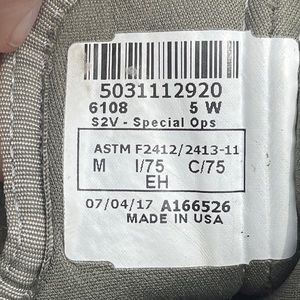 5031112920
6108 5 W
S2V - Special Ops
ASTM F2412/2413-11
M I/75 C/75
EH
07/04/17 A166526
MADE IN USA